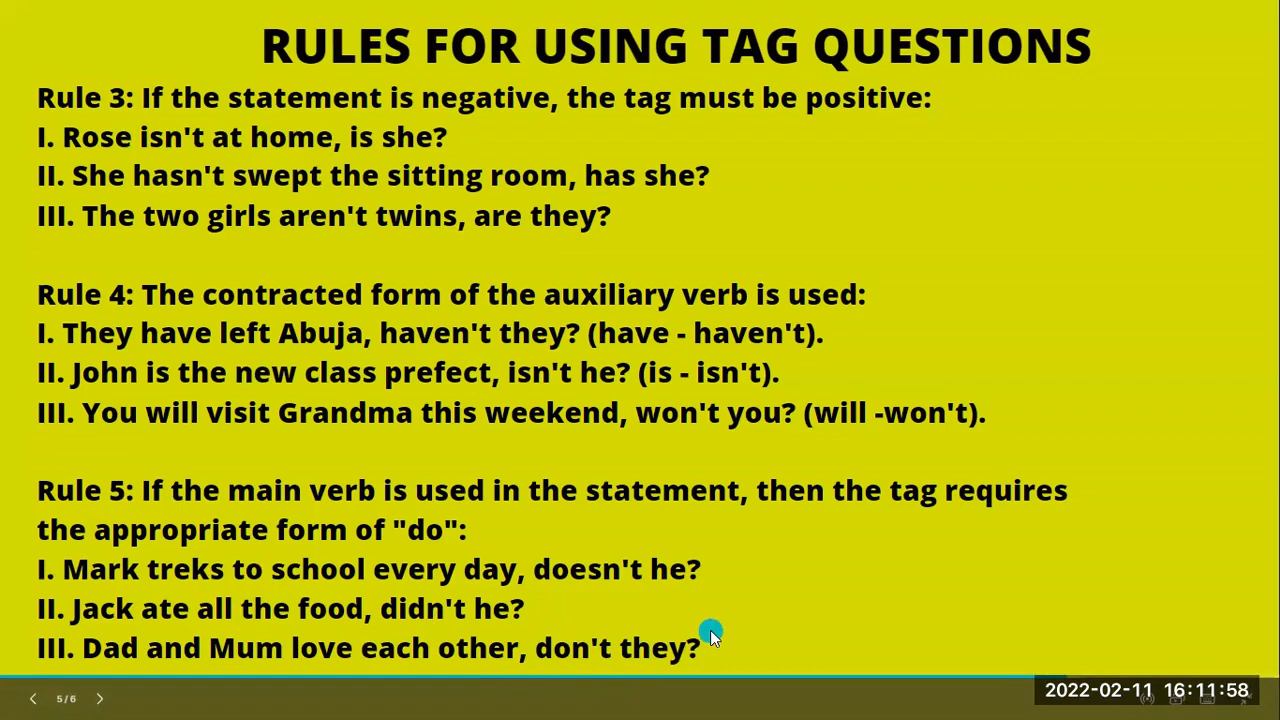 RULES FOR USING TAG QUESTIONS
Rule 3: If the statement is negative, the tag must be positive:
I. Rose isn't at home, is she?
II. She hasn't swept the sitting room, has she?
III. The two girls aren't twins, are they?
Rule 4: The contracted form of the auxiliary verb is used:
I. They have left Abuja, haven't they? (have - haven't).
II. John is the new class prefect, isn't he? (is - isn't).
III. You will visit Grandma this weekend, won't you? (will -won't).
Rule 5: If the main verb is used in the statement, then the tag requires
the appropriate form of "do":
I. Mark treks to school every day, doesn't he?
II. Jack ate all the food, didn't he?
III. Dad and Mum love each other, don't they?
5/6
2022-02-11 16:11:58